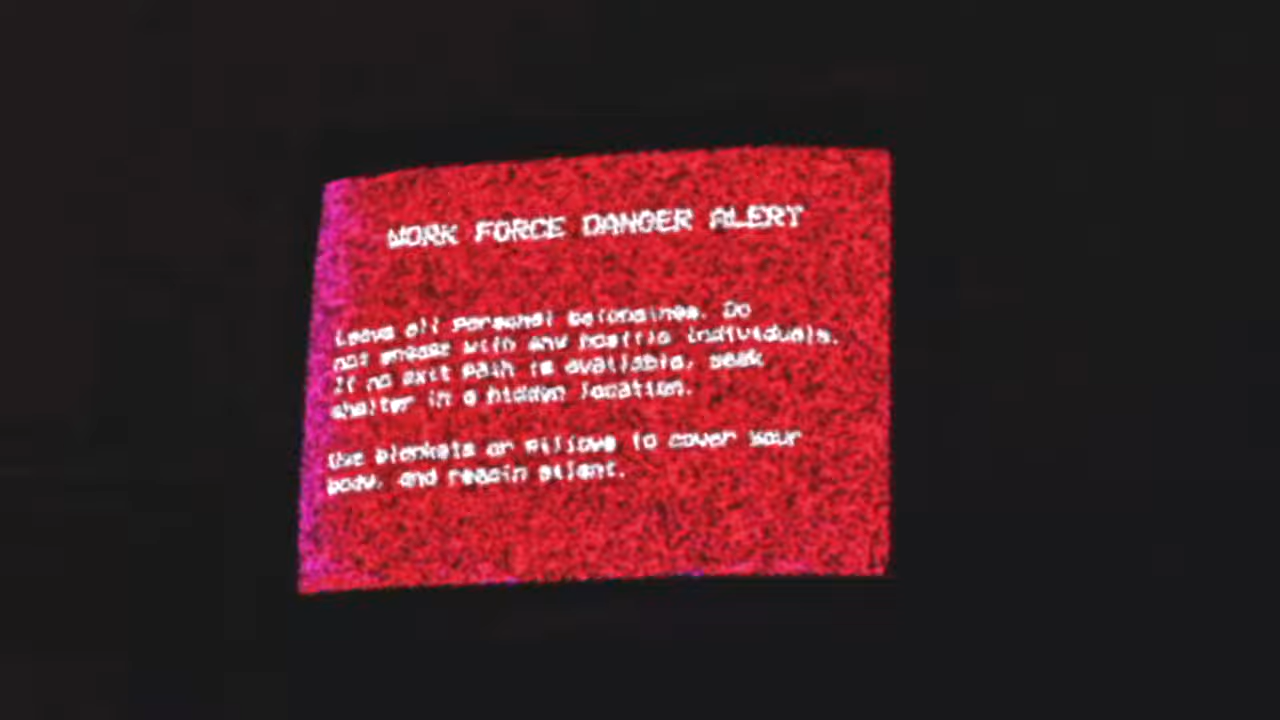 WORK FORCE DANGER ALERT
Leave all personal belongings. Do
not engage with any hostile individuals.
If no exit path is available, seek
shelter in a hidden location.
Use blankets or pillows to cover your
body, and remain silent.